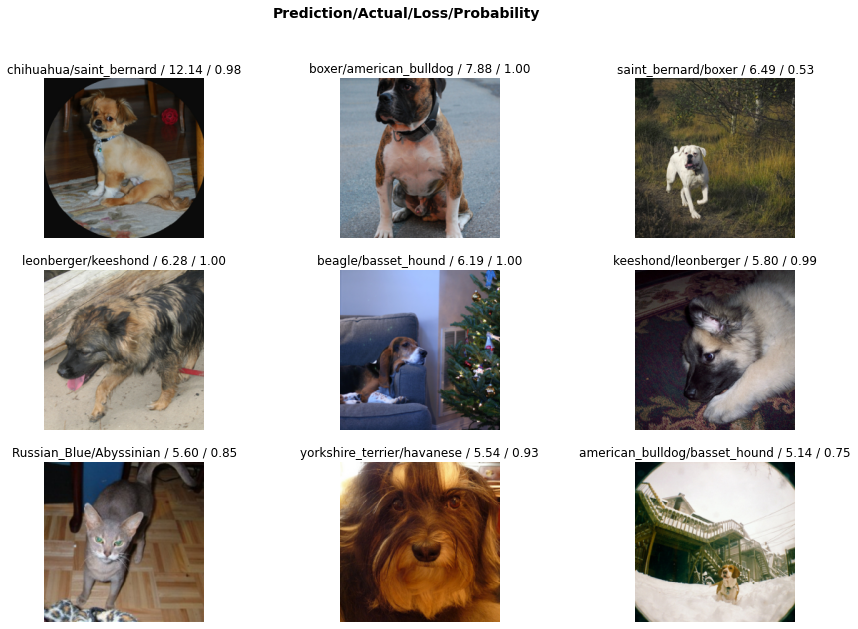 Prediction/Actual/Loss/Probability
chihuahua/saint_bernard / 12.14 / 0.98
boxer/american_bulldog / 7.88 / 1.00
saint_bernard/boxer / 6.49 / 0.53
leonberger/keeshond / 6.28 / 1.00
beagle/basset_hound / 6.19 / 1.00
keeshond/leonberger / 5.80 / 0.99
Russian_Blue/Abyssinian / 5.60 / 0.85
yorkshire_terrier/havanese / 5.54 / 0.93
american_bulldog/basset_hound / 5.14 / 0.75